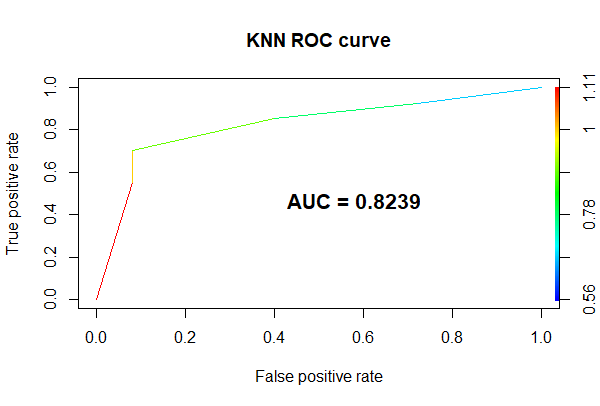 KNN ROC curve
True positive rate
1.0
0.8
0.6
0.4
0.2
0.0
AUC = 0.8239
1.11
1
0.78
0.56
0.0 0.2 0.4 0.6 0.8 1.0
False positive rate